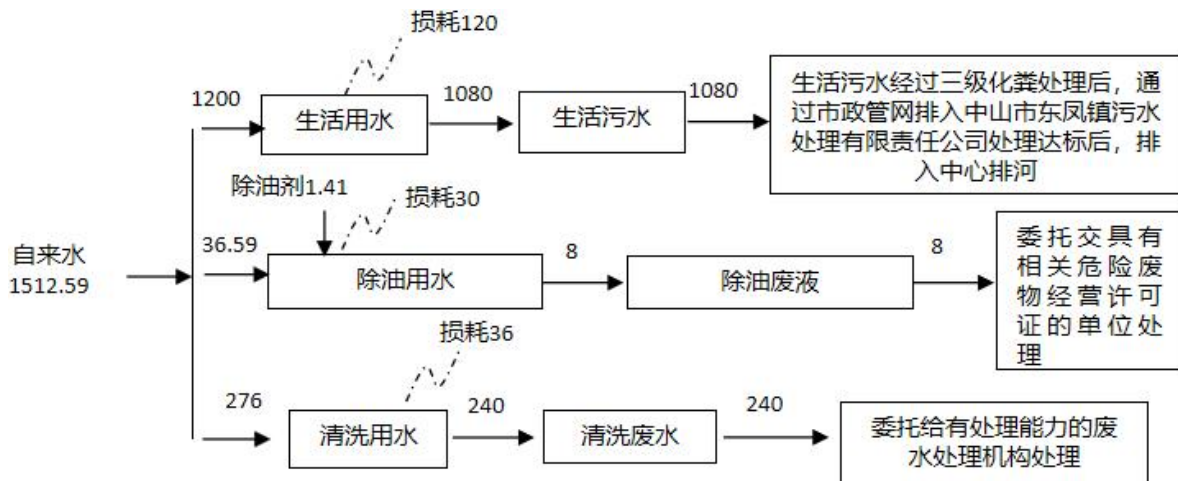 损耗120
1200
生活用水
1080
生活污水
1080
生活污水经过三级化粪处理后，通
过市政管网排入中山市东凤镇污水
处理有限责任公司处理达标后，排
入中心排河
除油剂1.41
损耗30
自来水
1512.59
36.59
除油用水
8
除油废液
8
委托交具有
相关危险废
物经营许可
证的单位处
理
损耗36
276
清洗用水
240
清洗废水
240
委托给有处理能力的废
水处理机构处理